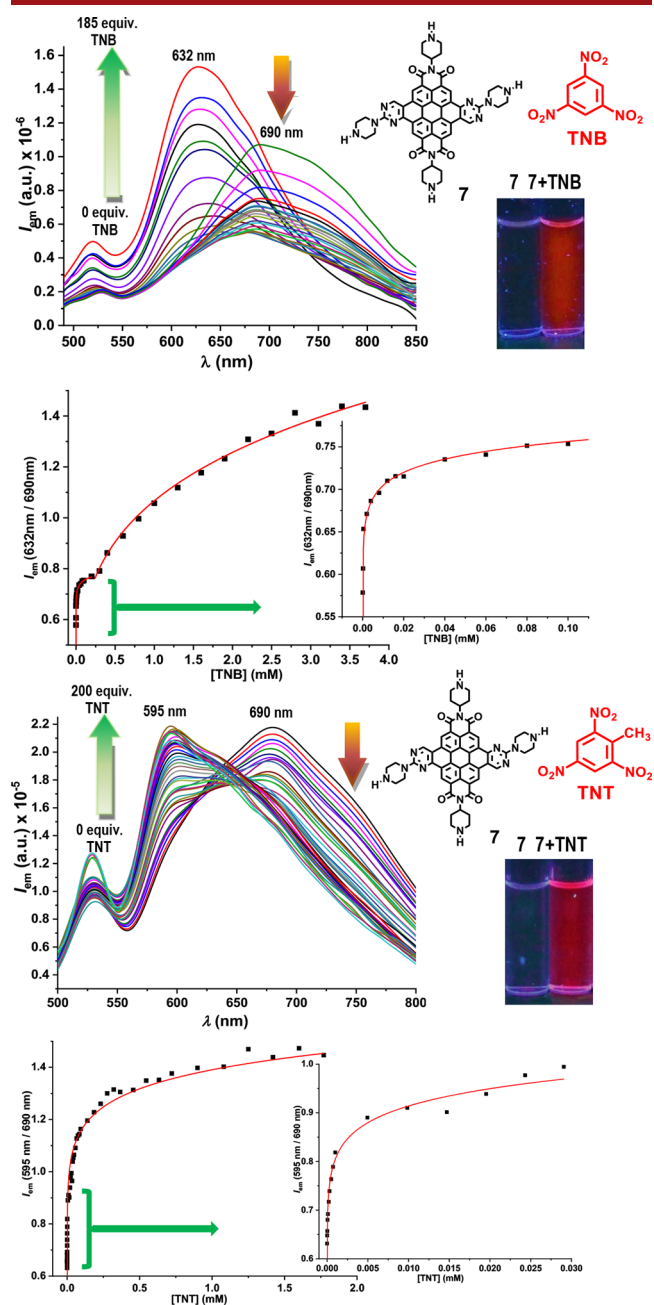 185 equiv.
TNB
632 nm
690 nm
0 equiv.
TNB
I_em (a.u.) x 10^-6
1.6
1.4
1.2
1.0
0.8
0.6
0.4
0.2
0.0
500 550 600 650 700 750 800 850
λ (nm)
H
N
O N O
N N
N N
N N
N N
H
H
O N O
N
H
7
NO2
NO2 NO2
TNB
7 7+TNB
I_em (632nm / 690nm)
1.4
1.2
1.0
0.8
0.6
0.0 0.5 1.0 1.5 2.0 2.5 3.0 3.5 4.0
[TNB] (mM)
I_em (632nm / 690nm)
0.75
0.70
0.65
0.60
0.55
0.00 0.02 0.04 0.06 0.08 0.10
[TNB] (mM)
200 equiv.
TNT
595 nm
690 nm
0 equiv.
TNT
I_em (a.u.) x 10^-5
2.2
2.0
1.8
1.6
1.4
1.2
1.0
0.8
0.6
0.4
500 550 600 650 700 750 800
λ (nm)
H
N
O N O
N N
N N
N N
N N
H
H
O N O
N
H
7
NO2
CH3
NO2 NO2
TNT
7 7+TNT
I_em (595 nm / 690 nm)
1.4
1.2
1.0
0.8
0.6
0.0 0.5 1.0 1.5 2.0
[TNT] (mM)
I_em (595 nm / 690 nm)
1.0
0.9
0.8
0.7
0.6
0.000 0.005 0.010 0.015 0.020 0.025 0.030
[TNT] (mM)